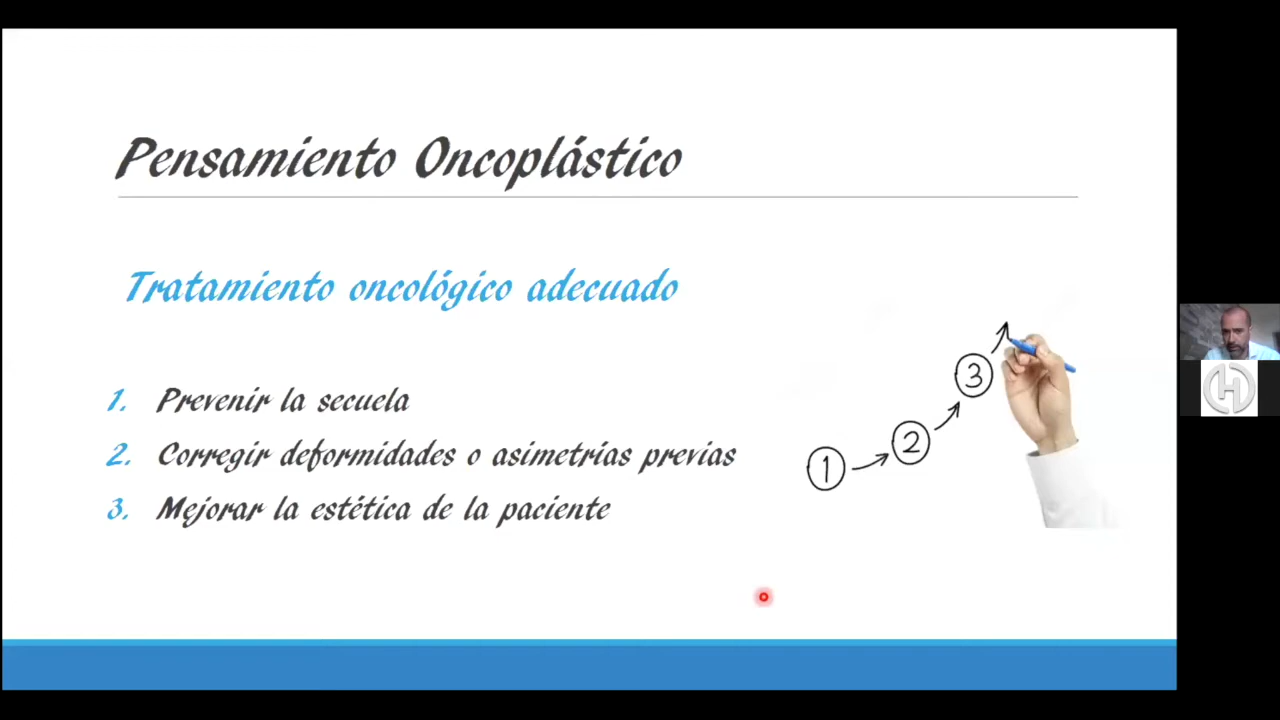 Pensamiento Oncoplástico
Tratamiento oncológico adecuado
1. Prevenir la secuela
2. Corregir deformidades o asimetrías previas
3. Mejorar la estética de la paciente
1
2
3
H